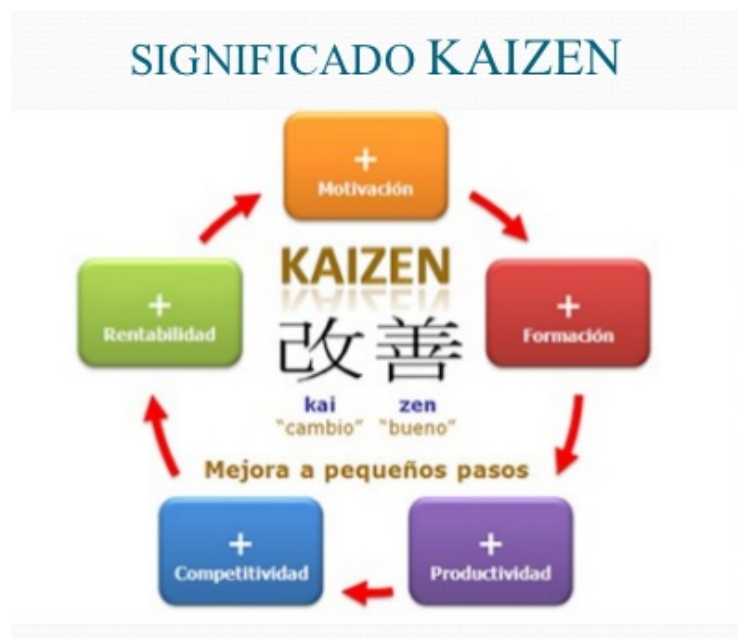 SIGNIFICADO KAIZEN
+
Motivación
+
Rentabilidad
KAIZEN
改善
kai zen
"cambio" "bueno"
+
Formación
Mejora a pequeños pasos
+
Competitividad
+
Productividad